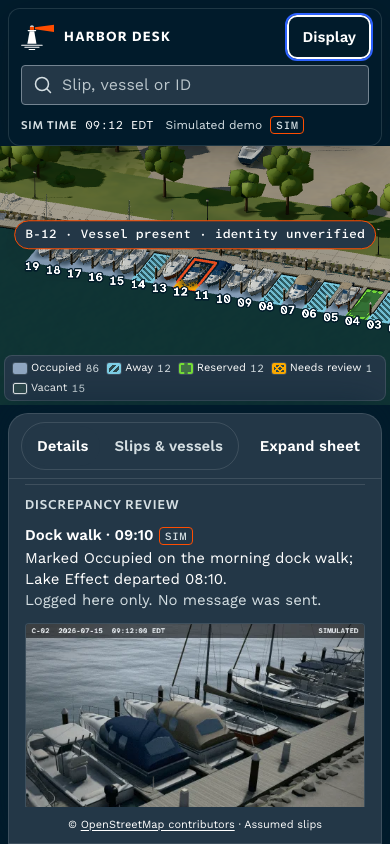 HARBOR DESK
Display
Slip, vessel or ID
SIM TIME 09:12 EDT Simulated demo SIM
B-12 · Vessel present · identity unverified
19 18 17 16 15 14 13 12 11 10 09 08 07 06 05 04 03
Occupied 86 Away 12 Reserved 12 Needs review 1
Vacant 15
Details Slips & vessels Expand sheet
DISCREPANCY REVIEW
Dock walk · 09:10 SIM
Marked Occupied on the morning dock walk;
Lake Effect departed 08:10.
Logged here only. No message was sent.
C-02 2026-07-15 09:12:00 EDT SIMULATED
© OpenStreetMap contributors · Assumed slips